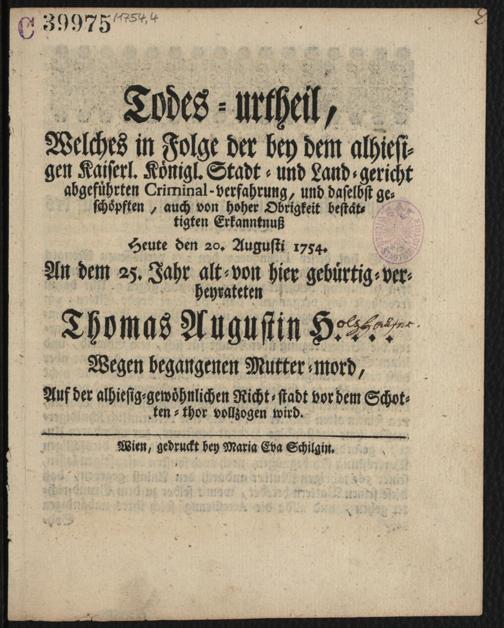 C 39975 1754,4
Todes-urtheil,
Welches in Folge der bey dem alhiesi-
gen Kaiserl. Königl. Stadt- und Land-gericht
abgeführten Criminal-verfahrung, und daselbst ge-
schöpften, auch von hoher Obrigkeit bestät-
tigten Erkanntnuß
Heute den 20. Augusti 1754.
An dem 25. Jahr alt-von hier gebürtig-ver-
heyrateten
Thomas Augustin H. . . .
Wegen begangenen Mutter-mord,
Auf der alhiesig-gewöhnlichen Richt-stadt vor dem Schot-
ten-thor vollzogen wird.
Wien, gedruckt bey Maria Eva Schilgin.